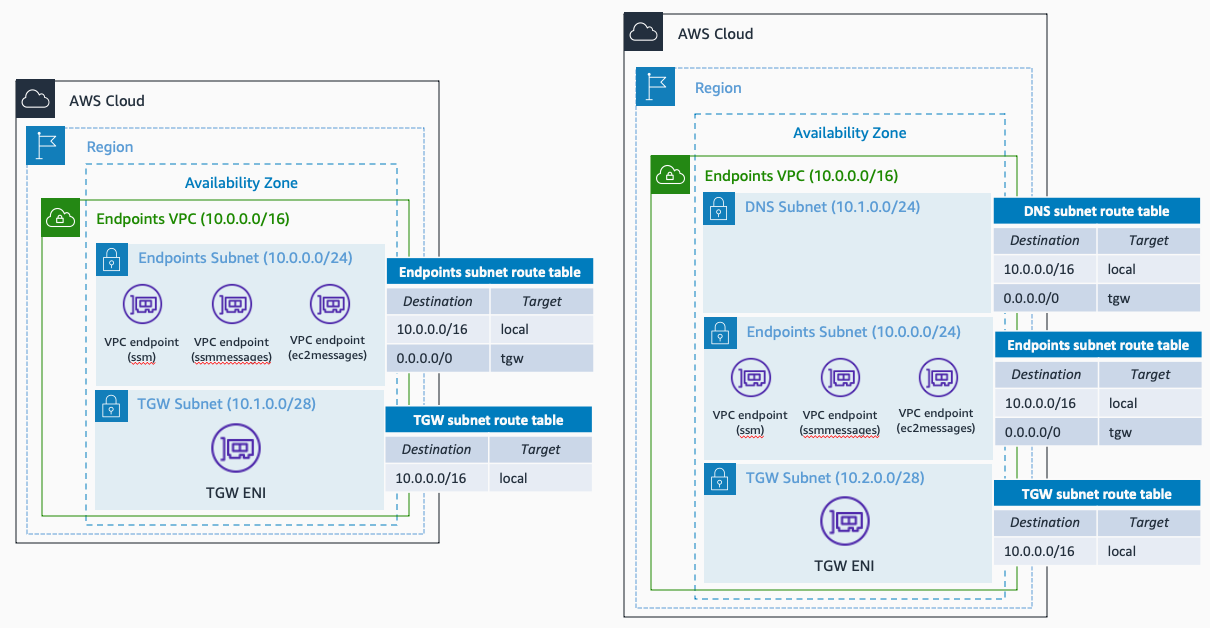 AWS Cloud
Region
Availability Zone
Endpoints VPC (10.0.0.0/16)
Endpoints Subnet (10.0.0.0/24)
VPC endpoint
(ssm)
VPC endpoint
(ssmmessages)
VPC endpoint
(ec2messages)
Endpoints subnet route table
Destination Target
10.0.0.0/16 local
0.0.0.0/0 tgw
TGW Subnet (10.1.0.0/28)
TGW ENI
TGW subnet route table
Destination Target
10.0.0.0/16 local
AWS Cloud
Region
Availability Zone
Endpoints VPC (10.0.0.0/16)
DNS Subnet (10.1.0.0/24)
DNS subnet route table
Destination Target
10.0.0.0/16 local
0.0.0.0/0 tgw
Endpoints Subnet (10.0.0.0/24)
VPC endpoint
(ssm)
VPC endpoint
(ssmmessages)
VPC endpoint
(ec2messages)
Endpoints subnet route table
Destination Target
10.0.0.0/16 local
0.0.0.0/0 tgw
TGW Subnet (10.2.0.0/28)
TGW ENI
TGW subnet route table
Destination Target
10.0.0.0/16 local